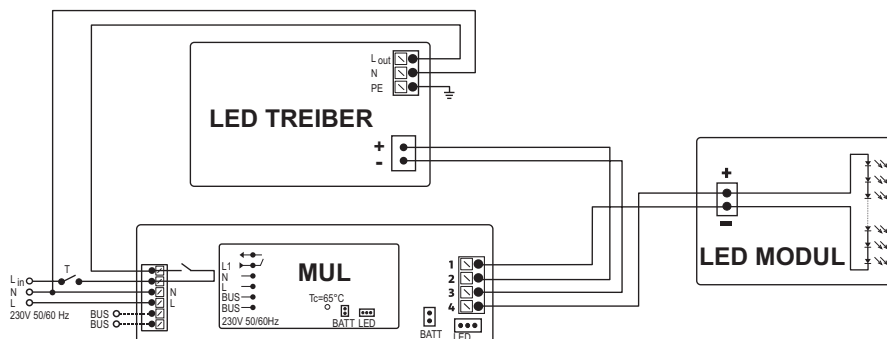 L out
N
PE
LED TREIBER
+
-
+
-
LED MODUL
T
L in
N
L
230V 50/60 Hz
BUS
BUS
N
L
L1
N
L
BUS
BUS
230V 50/60Hz
MUL
Tc=65°C
BATT LED
1
2
3
4
BATT
LED